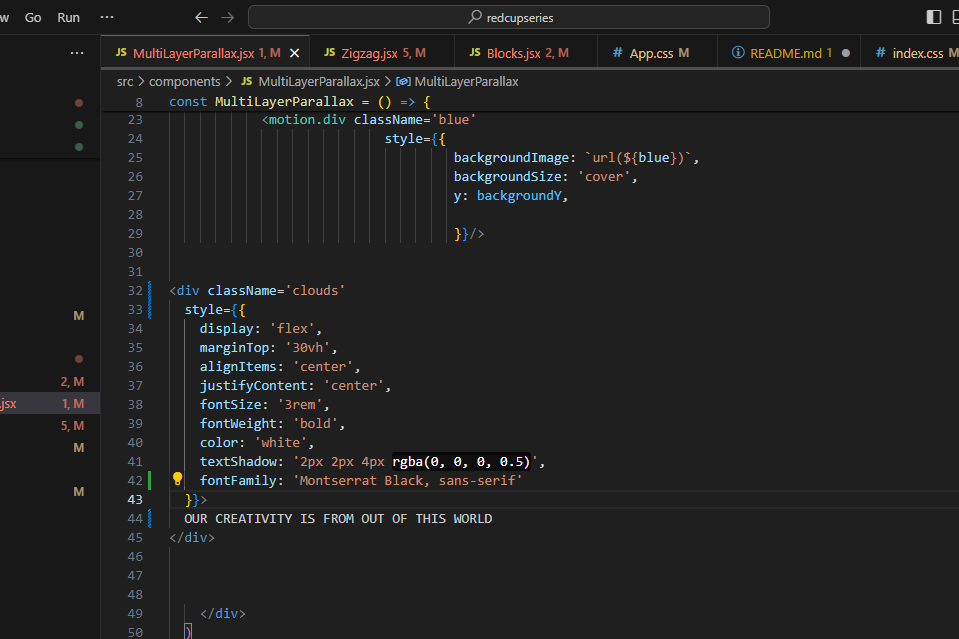 w Go Run ··· ← → redcupseries
··· JS MultiLayerParallax.jsx 1, M × JS Zigzag.jsx 5, M JS Blocks.jsx 2, M # App.css M README.md 1 ● # index.css M
src > components > JS MultiLayerParallax.jsx > MultiLayerParallax
8 const MultiLayerParallax = () => {
23 <motion.div className='blue'
24 style={{
25 backgroundImage: `url(${blue})`,
26 backgroundSize: 'cover',
27 y: backgroundY,
28
29 }}/>
30
31
32 <div className='clouds'
33 style={{
34 display: 'flex',
35 marginTop: '30vh',
36 alignItems: 'center',
37 justifyContent: 'center',
38 fontSize: '3rem',
39 fontWeight: 'bold',
40 color: 'white',
41 textShadow: '2px 2px 4px rgba(0, 0, 0, 0.5)',
42 fontFamily: 'Montserrat Black, sans-serif'
43 }}>
44 OUR CREATIVITY IS FROM OUT OF THIS WORLD
45 </div>
46
47
48
49 </div>
50 )
M
2, M
.jsx 1, M
5, M
M
M